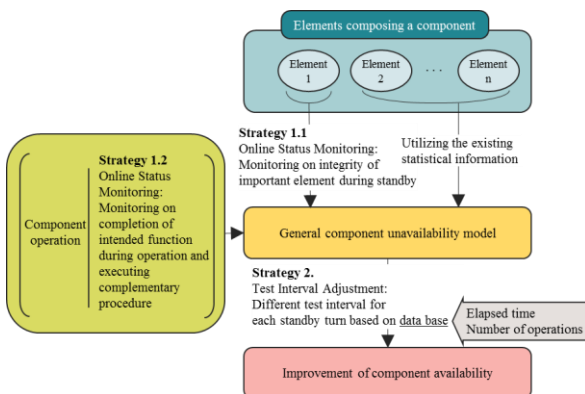 Elements composing a component
Element
1
Element
2
. . .
Element
n
Strategy 1.1
Online Status Monitoring:
Monitoring on integrity of
important element during standby
Utilizing the existing
statistical information
Strategy 1.2
Online Status
Monitoring:
Monitoring on
completion of
intended function
during operation and
executing
complementary
procedure
Component
operation
General component unavailability model
Strategy 2.
Test Interval Adjustment:
Different test interval for
each standby turn based on data base
Elapsed time
Number of operations
Improvement of component availability